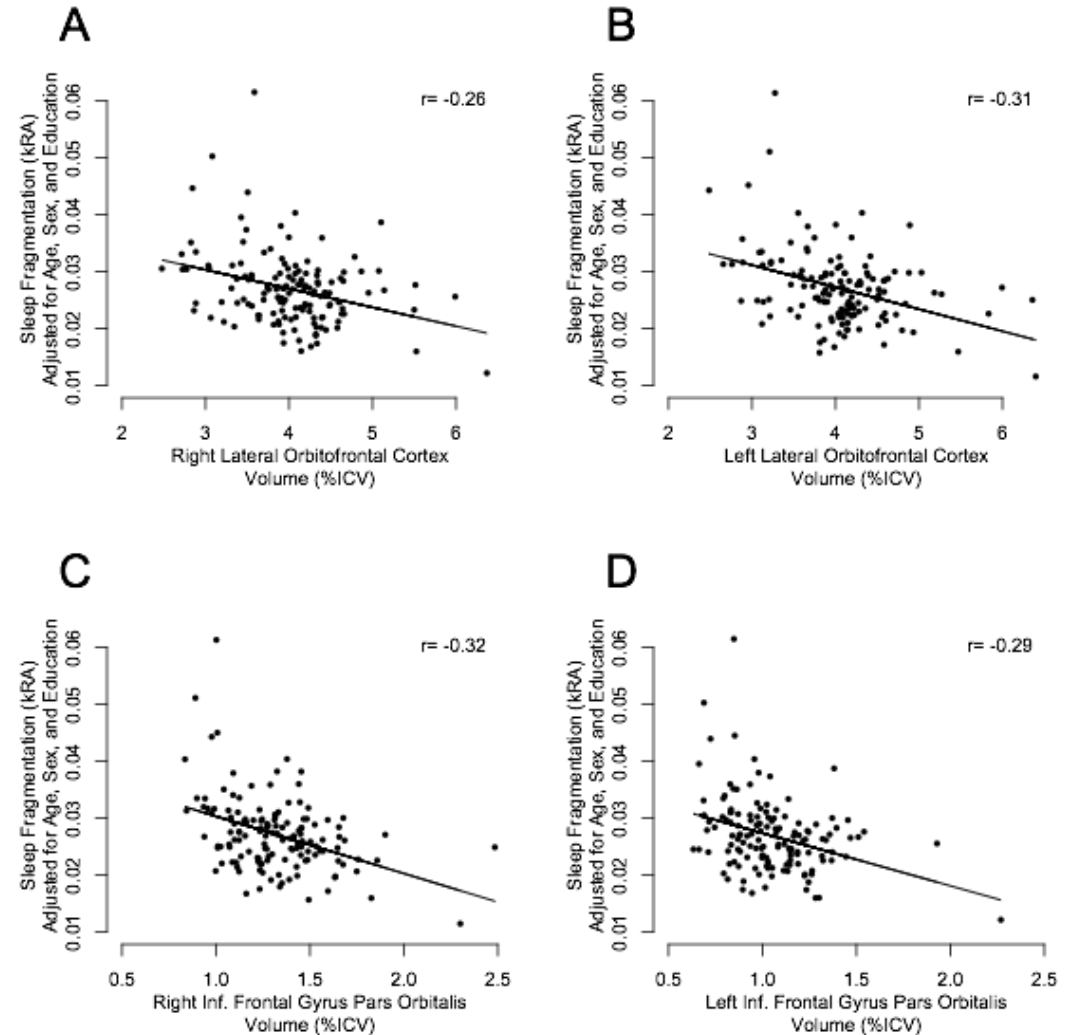 A
Sleep Fragmentation (kRA)
Adjusted for Age, Sex, and Education
0.01 0.02 0.03 0.04 0.05 0.06
r= -0.26
2 3 4 5 6
Right Lateral Orbitofrontal Cortex
Volume (%ICV)
B
Sleep Fragmentation (kRA)
Adjusted for Age, Sex, and Education
0.01 0.02 0.03 0.04 0.05 0.06
r= -0.31
2 3 4 5 6
Left Lateral Orbitofrontal Cortex
Volume (%ICV)
C
Sleep Fragmentation (kRA)
Adjusted for Age, Sex, and Education
0.01 0.02 0.03 0.04 0.05 0.06
r= -0.32
0.5 1.0 1.5 2.0 2.5
Right Inf. Frontal Gyrus Pars Orbitalis
Volume (%ICV)
D
Sleep Fragmentation (kRA)
Adjusted for Age, Sex, and Education
0.01 0.02 0.03 0.04 0.05 0.06
r= -0.29
0.5 1.0 1.5 2.0 2.5
Left Inf. Frontal Gyrus Pars Orbitalis
Volume (%ICV)